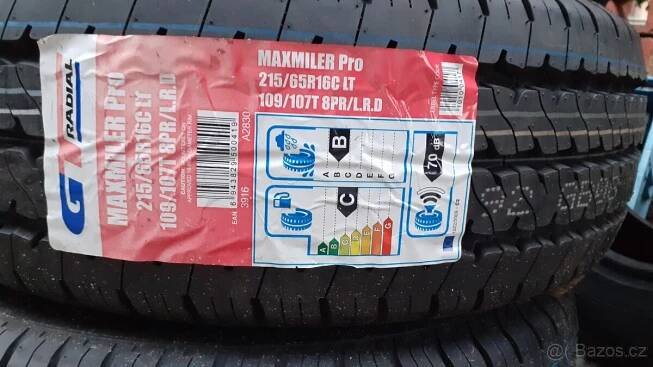 GT RADIAL
MAXMILER Pro
215/65R16C LT
109/107T 8PR/L.R.D
EAN 6943829500419
3916
A2830
MAXMILER Pro
215/65R16C LT
109/107T 8PR/L.R.D
B
A B C D E F G
C
A
B
C
D
E
F
G
70 dB
@ Bazos.cz